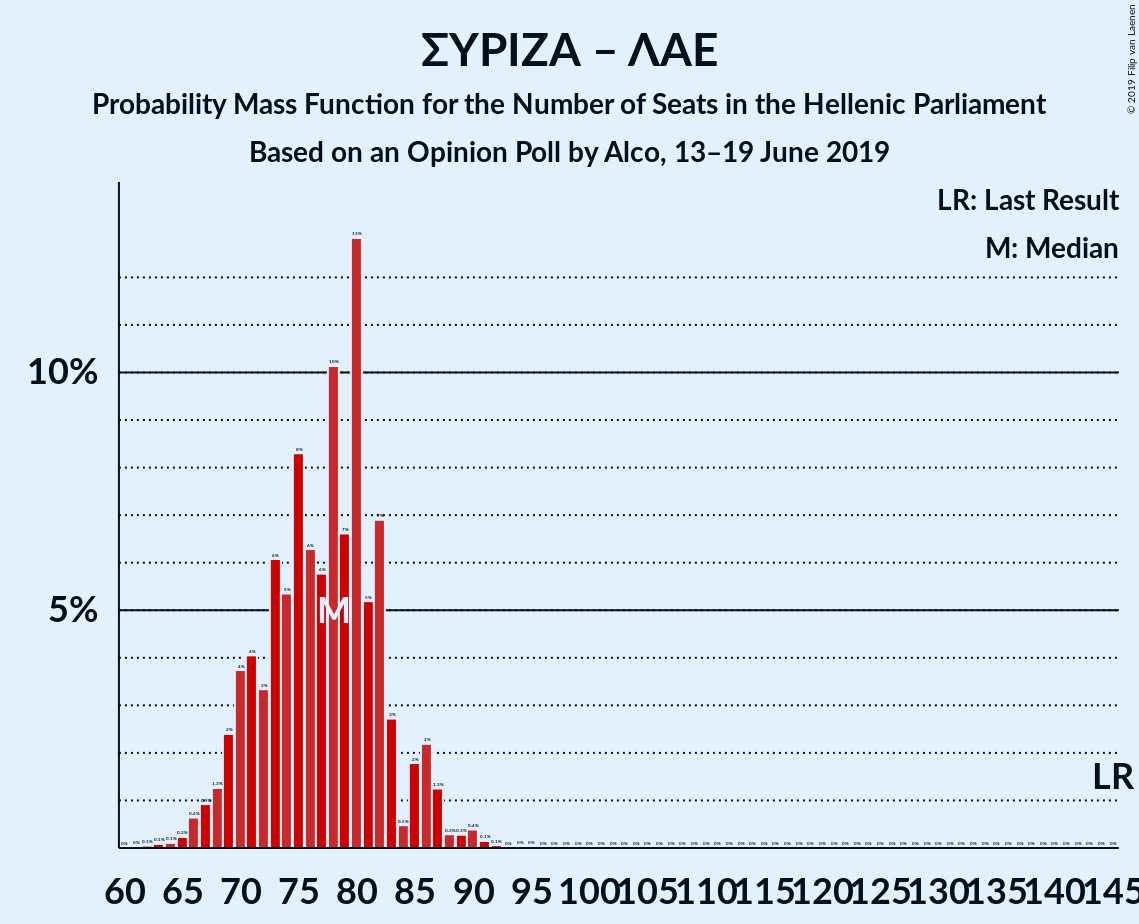 ΣΥΡΙΖΑ – ΛΑΕ
Probability Mass Function for the Number of Seats in the Hellenic Parliament
Based on an Opinion Poll by Alco, 13–19 June 2019
© 2019 Filip van Laenen
LR: Last Result
M: Median
10%
5%
M
LR
60 65 70 75 80 85 90 95 100 105 110 115 120 125 130 135 140 145